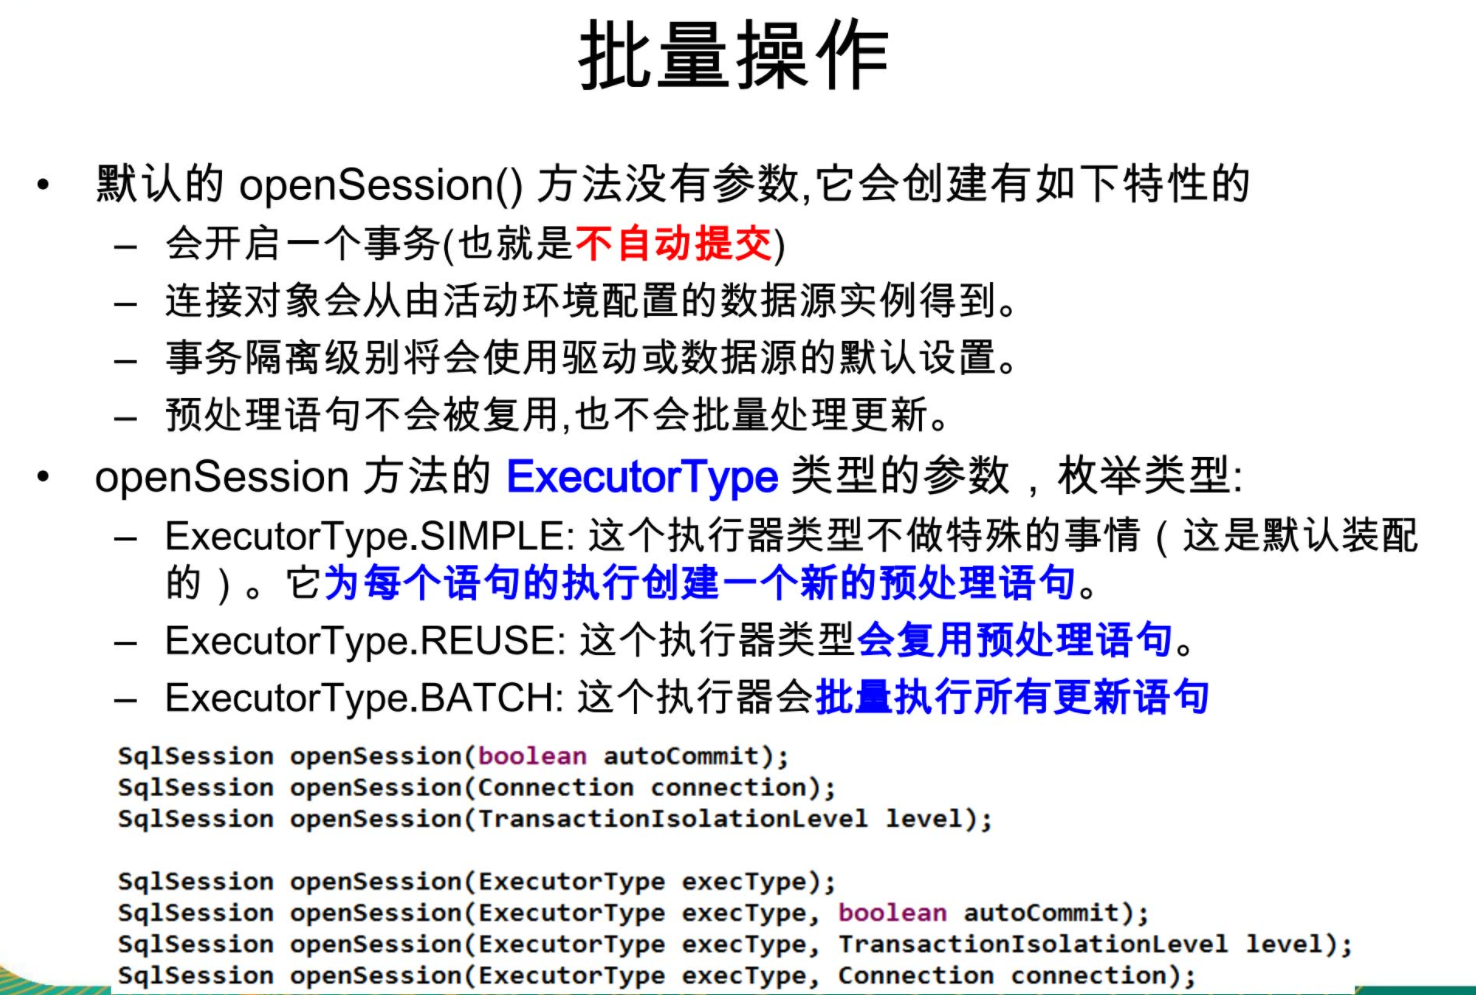 批量操作
• 默认的 openSession() 方法没有参数,它会创建有如下特性的
– 会开启一个事务(也就是不自动提交)
– 连接对象会从由活动环境配置的数据源实例得到。
– 事务隔离级别将会使用驱动或数据源的默认设置。
– 预处理语句不会被复用,也不会批量处理更新。
• openSession 方法的 ExecutorType 类型的参数，枚举类型:
– ExecutorType.SIMPLE: 这个执行器类型不做特殊的事情（这是默认装配
的）。它为每个语句的执行创建一个新的预处理语句。
– ExecutorType.REUSE: 这个执行器类型会复用预处理语句。
– ExecutorType.BATCH: 这个执行器会批量执行所有更新语句
SqlSession openSession(boolean autoCommit);
SqlSession openSession(Connection connection);
SqlSession openSession(TransactionIsolationLevel level);
SqlSession openSession(ExecutorType execType);
SqlSession openSession(ExecutorType execType, boolean autoCommit);
SqlSession openSession(ExecutorType execType, TransactionIsolationLevel level);
SqlSession openSession(ExecutorType execType, Connection connection);